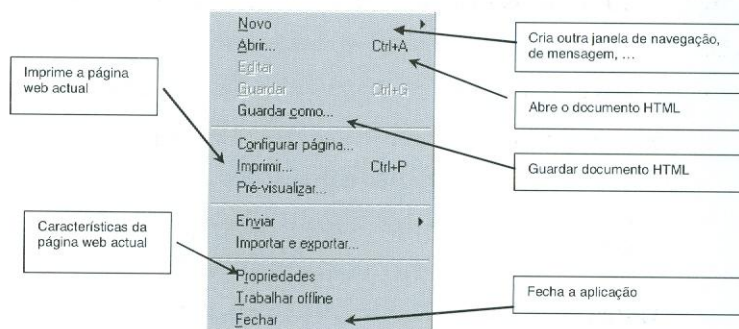 Novo
Abrir... Ctrl+A
Editar
Guardar Ctrl+G
Guardar como...
Configurar página...
Imprimir... Ctrl+P
Pré-visualizar...
Enviar
Importar e exportar...
Propriedades
Trabalhar offline
Fechar
Imprime a página
web actual
Características da
página web actual
Cria outra janela de navegação,
de mensagem, ...
Abre o documento HTML
Guardar documento HTML
Fecha a aplicação